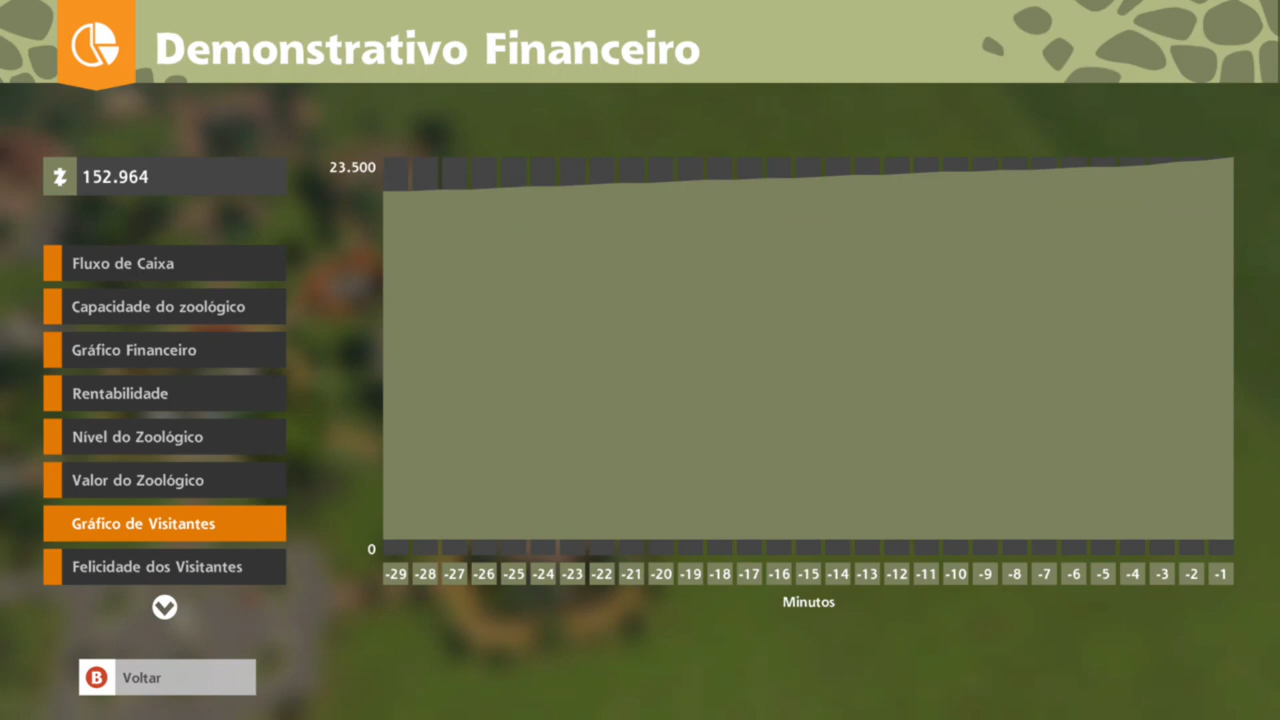 Demonstrativo Financeiro
152.964
Fluxo de Caixa
Capacidade do zoológico
Gráfico Financeiro
Rentabilidade
Nível do Zoológico
Valor do Zoológico
Gráfico de Visitantes
Felicidade dos Visitantes
B Voltar
23.500
0
-29 -28 -27 -26 -25 -24 -23 -22 -21 -20 -19 -18 -17 -16 -15 -14 -13 -12 -11 -10 -9 -8 -7 -6 -5 -4 -3 -2 -1
Minutos